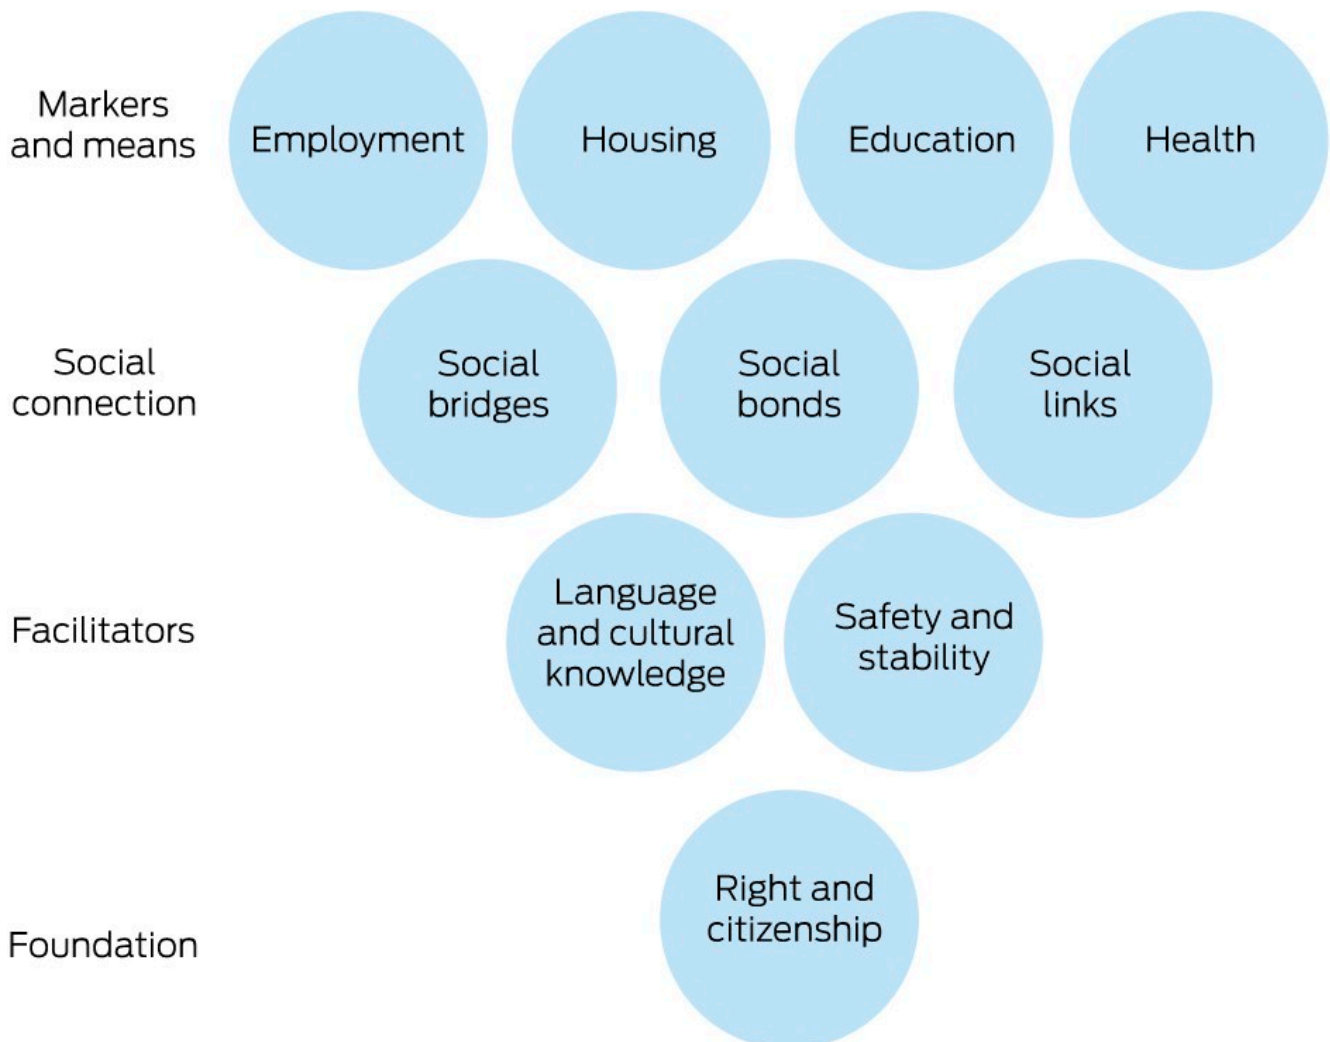 Markers
and means
Employment
Housing
Education
Health
Social
connection
Social
bridges
Social
bonds
Social
links
Facilitators
Language
and cultural
knowledge
Safety and
stability
Foundation
Right and
citizenship